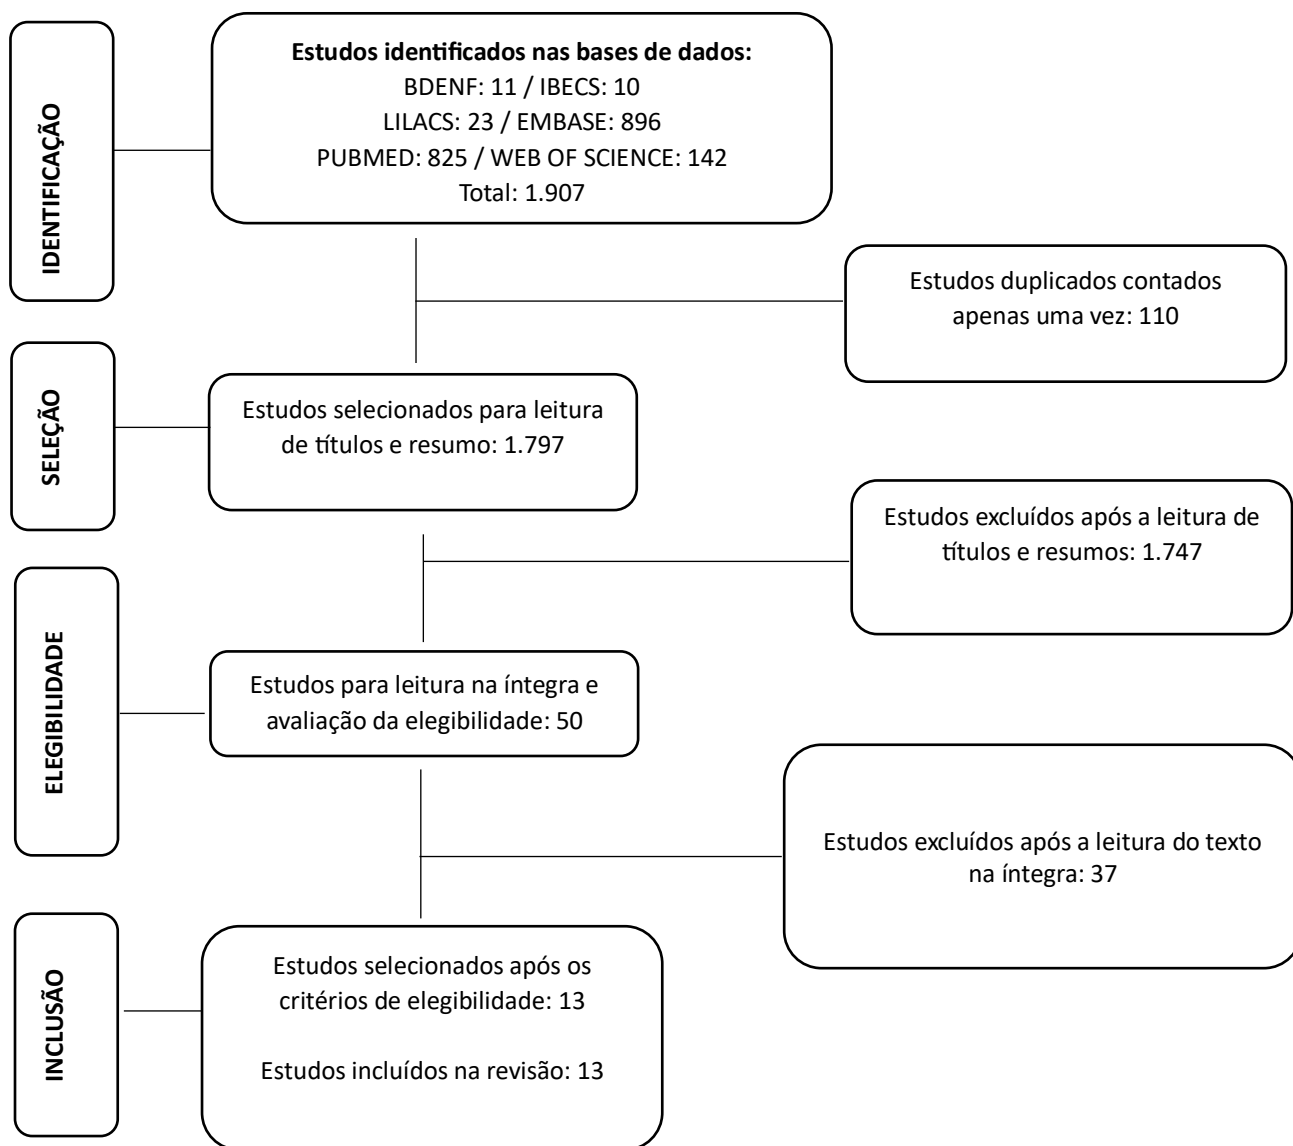 IDENTIFICAÇÃO
Estudos identificados nas bases de dados:
BDENF: 11 / IBECS: 10
LILACS: 23 / EMBASE: 896
PUBMED: 825 / WEB OF SCIENCE: 142
Total: 1.907
Estudos duplicados contados
apenas uma vez: 110
SELEÇÃO
Estudos selecionados para leitura
de títulos e resumo: 1.797
Estudos excluídos após a leitura de
títulos e resumos: 1.747
ELEGIBILIDADE
Estudos para leitura na íntegra e
avaliação da elegibilidade: 50
Estudos excluídos após a leitura do texto
na íntegra: 37
INCLUSÃO
Estudos selecionados após os
critérios de elegibilidade: 13
Estudos incluídos na revisão: 13